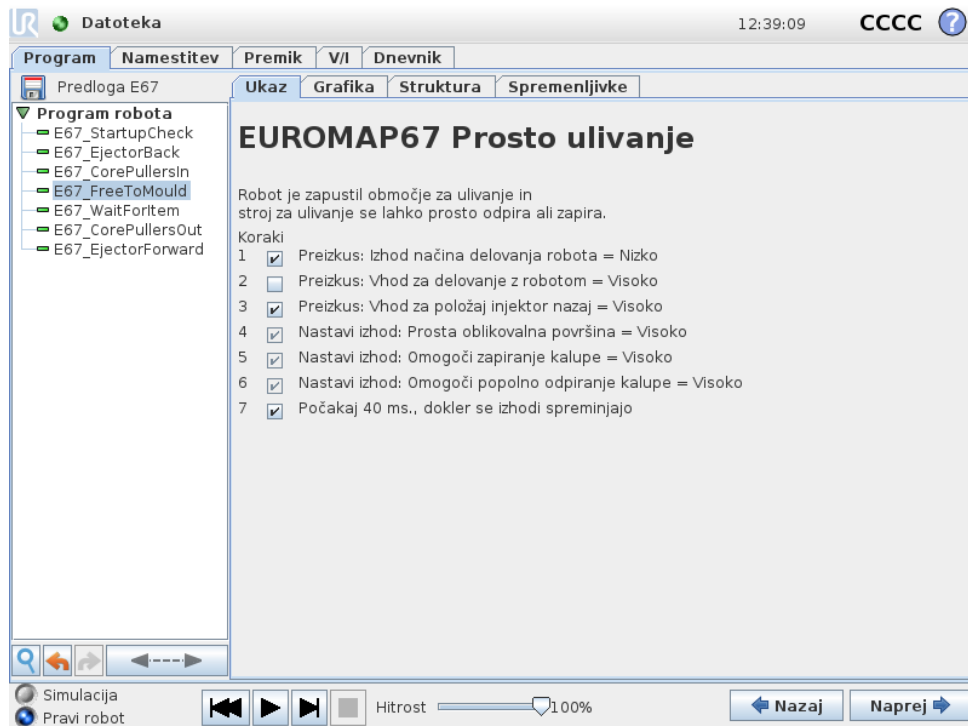 UR Datoteka 12:39:09 CCCC ?
Program Namestitev Premik V/I Dnevnik
Predloga E67
Ukaz Grafika Struktura Spremenljivke
Program robota
E67_StartupCheck
E67_EjectorBack
E67_CorePullersIn
E67_FreeToMould
E67_WaitForItem
E67_CorePullersOut
E67_EjectorForward
EUROMAP67 Prosto ulivanje
Robot je zapustil območje za ulivanje in
stroj za ulivanje se lahko prosto odpira ali zapira.
Koraki
1 Preizkus: Izhod načina delovanja robota = Nizko
2 Preizkus: Vhod za delovanje z robotom = Visoko
3 Preizkus: Vhod za položaj injektor nazaj = Visoko
4 Nastavi izhod: Prosta oblikovalna površina = Visoko
5 Nastavi izhod: Omogoči zapiranje kalupe = Visoko
6 Nastavi izhod: Omogoči popolno odpiranje kalupe = Visoko
7 Počakaj 40 ms., dokler se izhodi spreminjajo
Simulacija
Pravi robot
Hitrost 100%
Nazaj Naprej